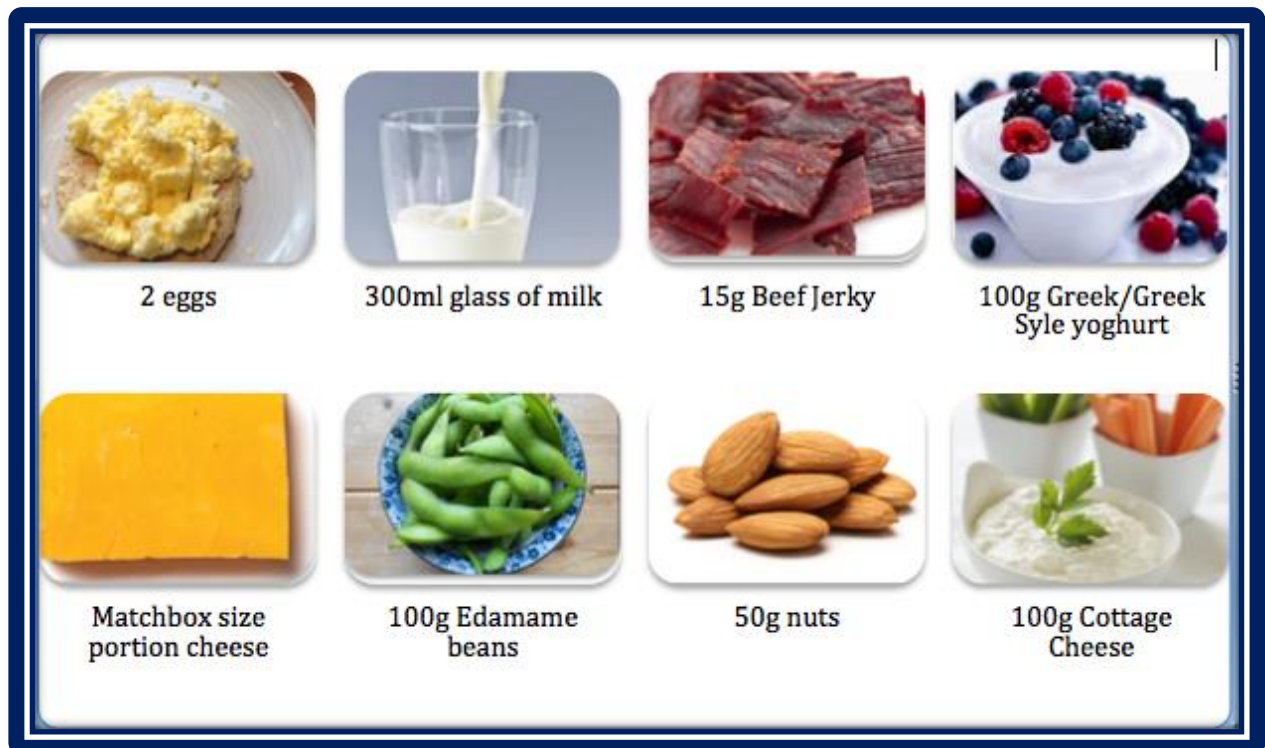 2 eggs
300ml glass of milk
15g Beef Jerky
100g Greek/Greek
Syle yoghurt
Matchbox size
portion cheese
100g Edamame
beans
50g nuts
100g Cottage
Cheese